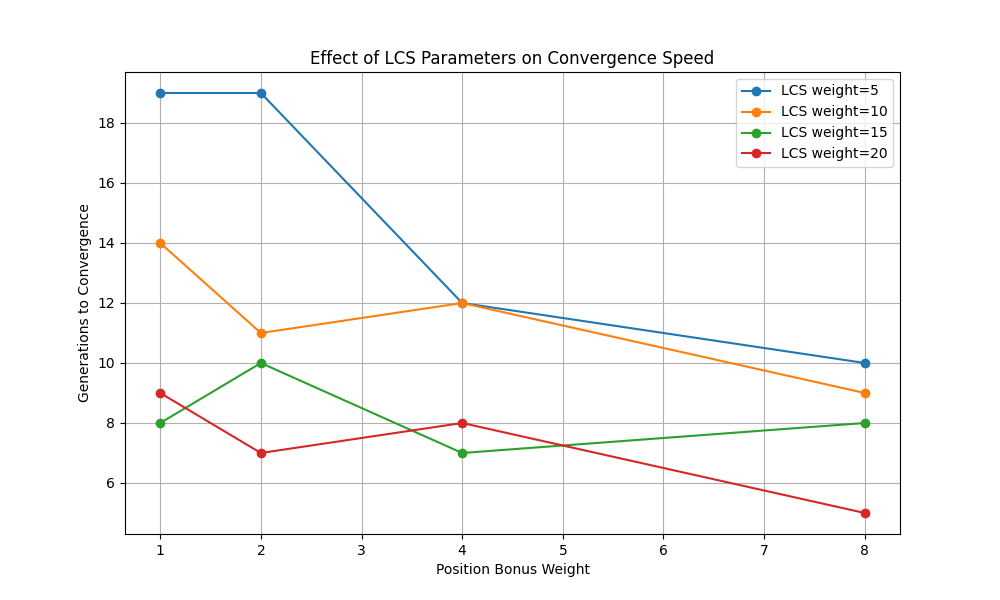 Effect of LCS Parameters on Convergence Speed
LCS weight=5
LCS weight=10
LCS weight=15
LCS weight=20
Generations to Convergence
18
16
14
12
10
8
6
1 2 3 4 5 6 7 8
Position Bonus Weight